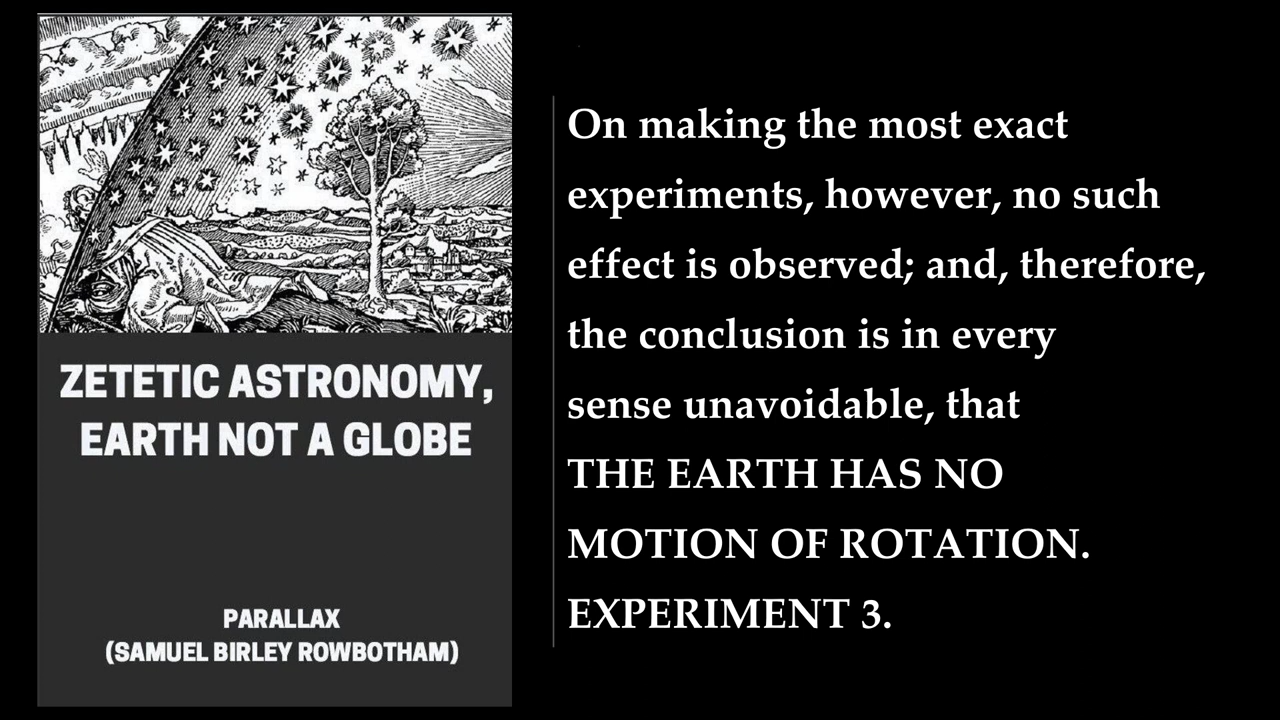 ZETETIC ASTRONOMY,
EARTH NOT A GLOBE
PARALLAX
(SAMUEL BIRLEY ROWBOTHAM)
On making the most exact
experiments, however, no such
effect is observed; and, therefore,
the conclusion is in every
sense unavoidable, that
THE EARTH HAS NO
MOTION OF ROTATION.
EXPERIMENT 3.